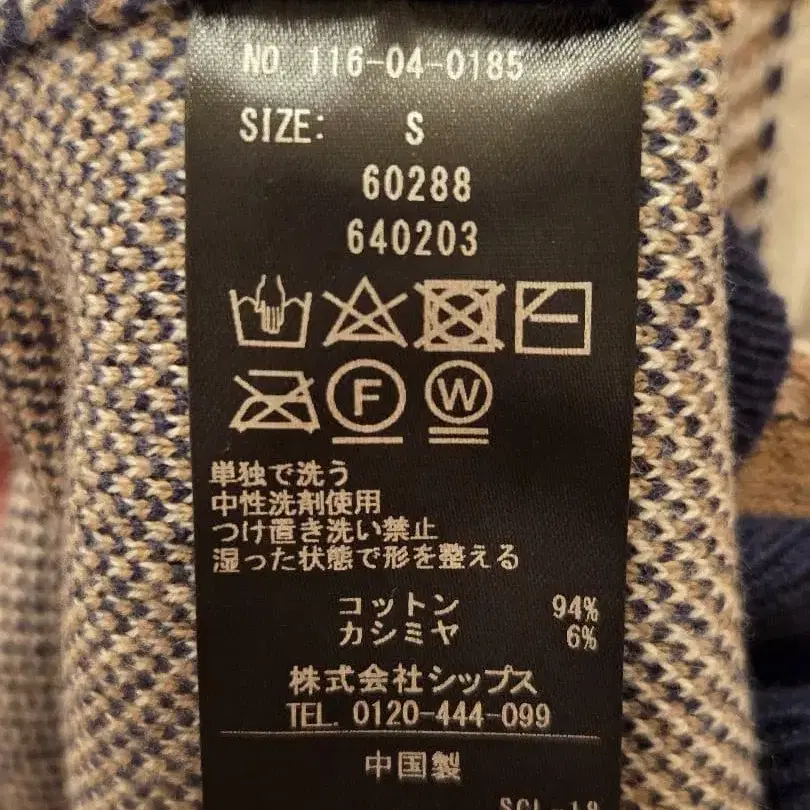 NO. 116-04-0185
SIZE: S
60288
640203
F W
単独で洗う
中性洗剤使用
つけ置き洗い禁止
湿った状態で形を整える
コットン 94%
カシミヤ 6%
株式会社シップス
TEL. 0120-444-099
中国製